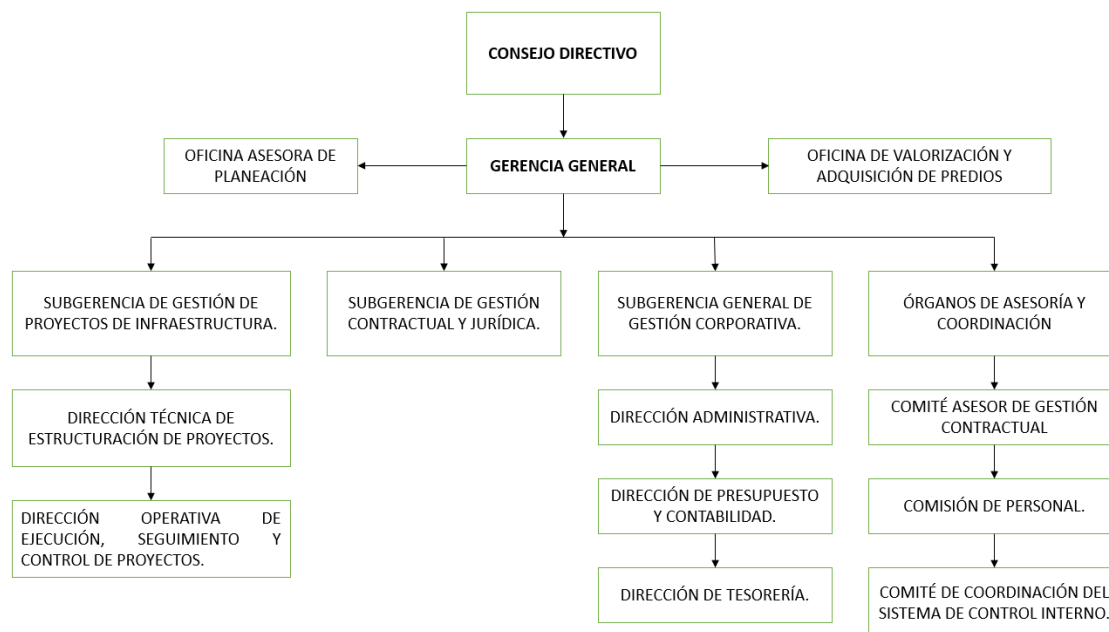 CONSEJO DIRECTIVO
OFICINA ASESORA DE
PLANEACIÓN
GERENCIA GENERAL
OFICINA DE VALORIZACIÓN Y
ADQUISICIÓN DE PREDIOS
SUBGERENCIA DE GESTIÓN DE
PROYECTOS DE INFRAESTRUCTURA.
SUBGERENCIA DE GESTIÓN
CONTRACTUAL Y JURÍDICA.
SUBGERENCIA GENERAL DE
GESTIÓN CORPORATIVA.
ÓRGANOS DE ASESORÍA Y
COORDINACIÓN
DIRECCIÓN TÉCNICA DE
ESTRUCTURACIÓN DE PROYECTOS.
DIRECCIÓN ADMINISTRATIVA.
COMITÉ ASESOR DE GESTIÓN
CONTRACTUAL
DIRECCIÓN OPERATIVA DE
EJECUCIÓN, SEGUIMIENTO Y
CONTROL DE PROYECTOS.
DIRECCIÓN DE PRESUPUESTO
Y CONTABILIDAD.
COMISIÓN DE PERSONAL.
DIRECCIÓN DE TESORERÍA.
COMITÉ DE COORDINACIÓN DEL
SISTEMA DE CONTROL INTERNO.